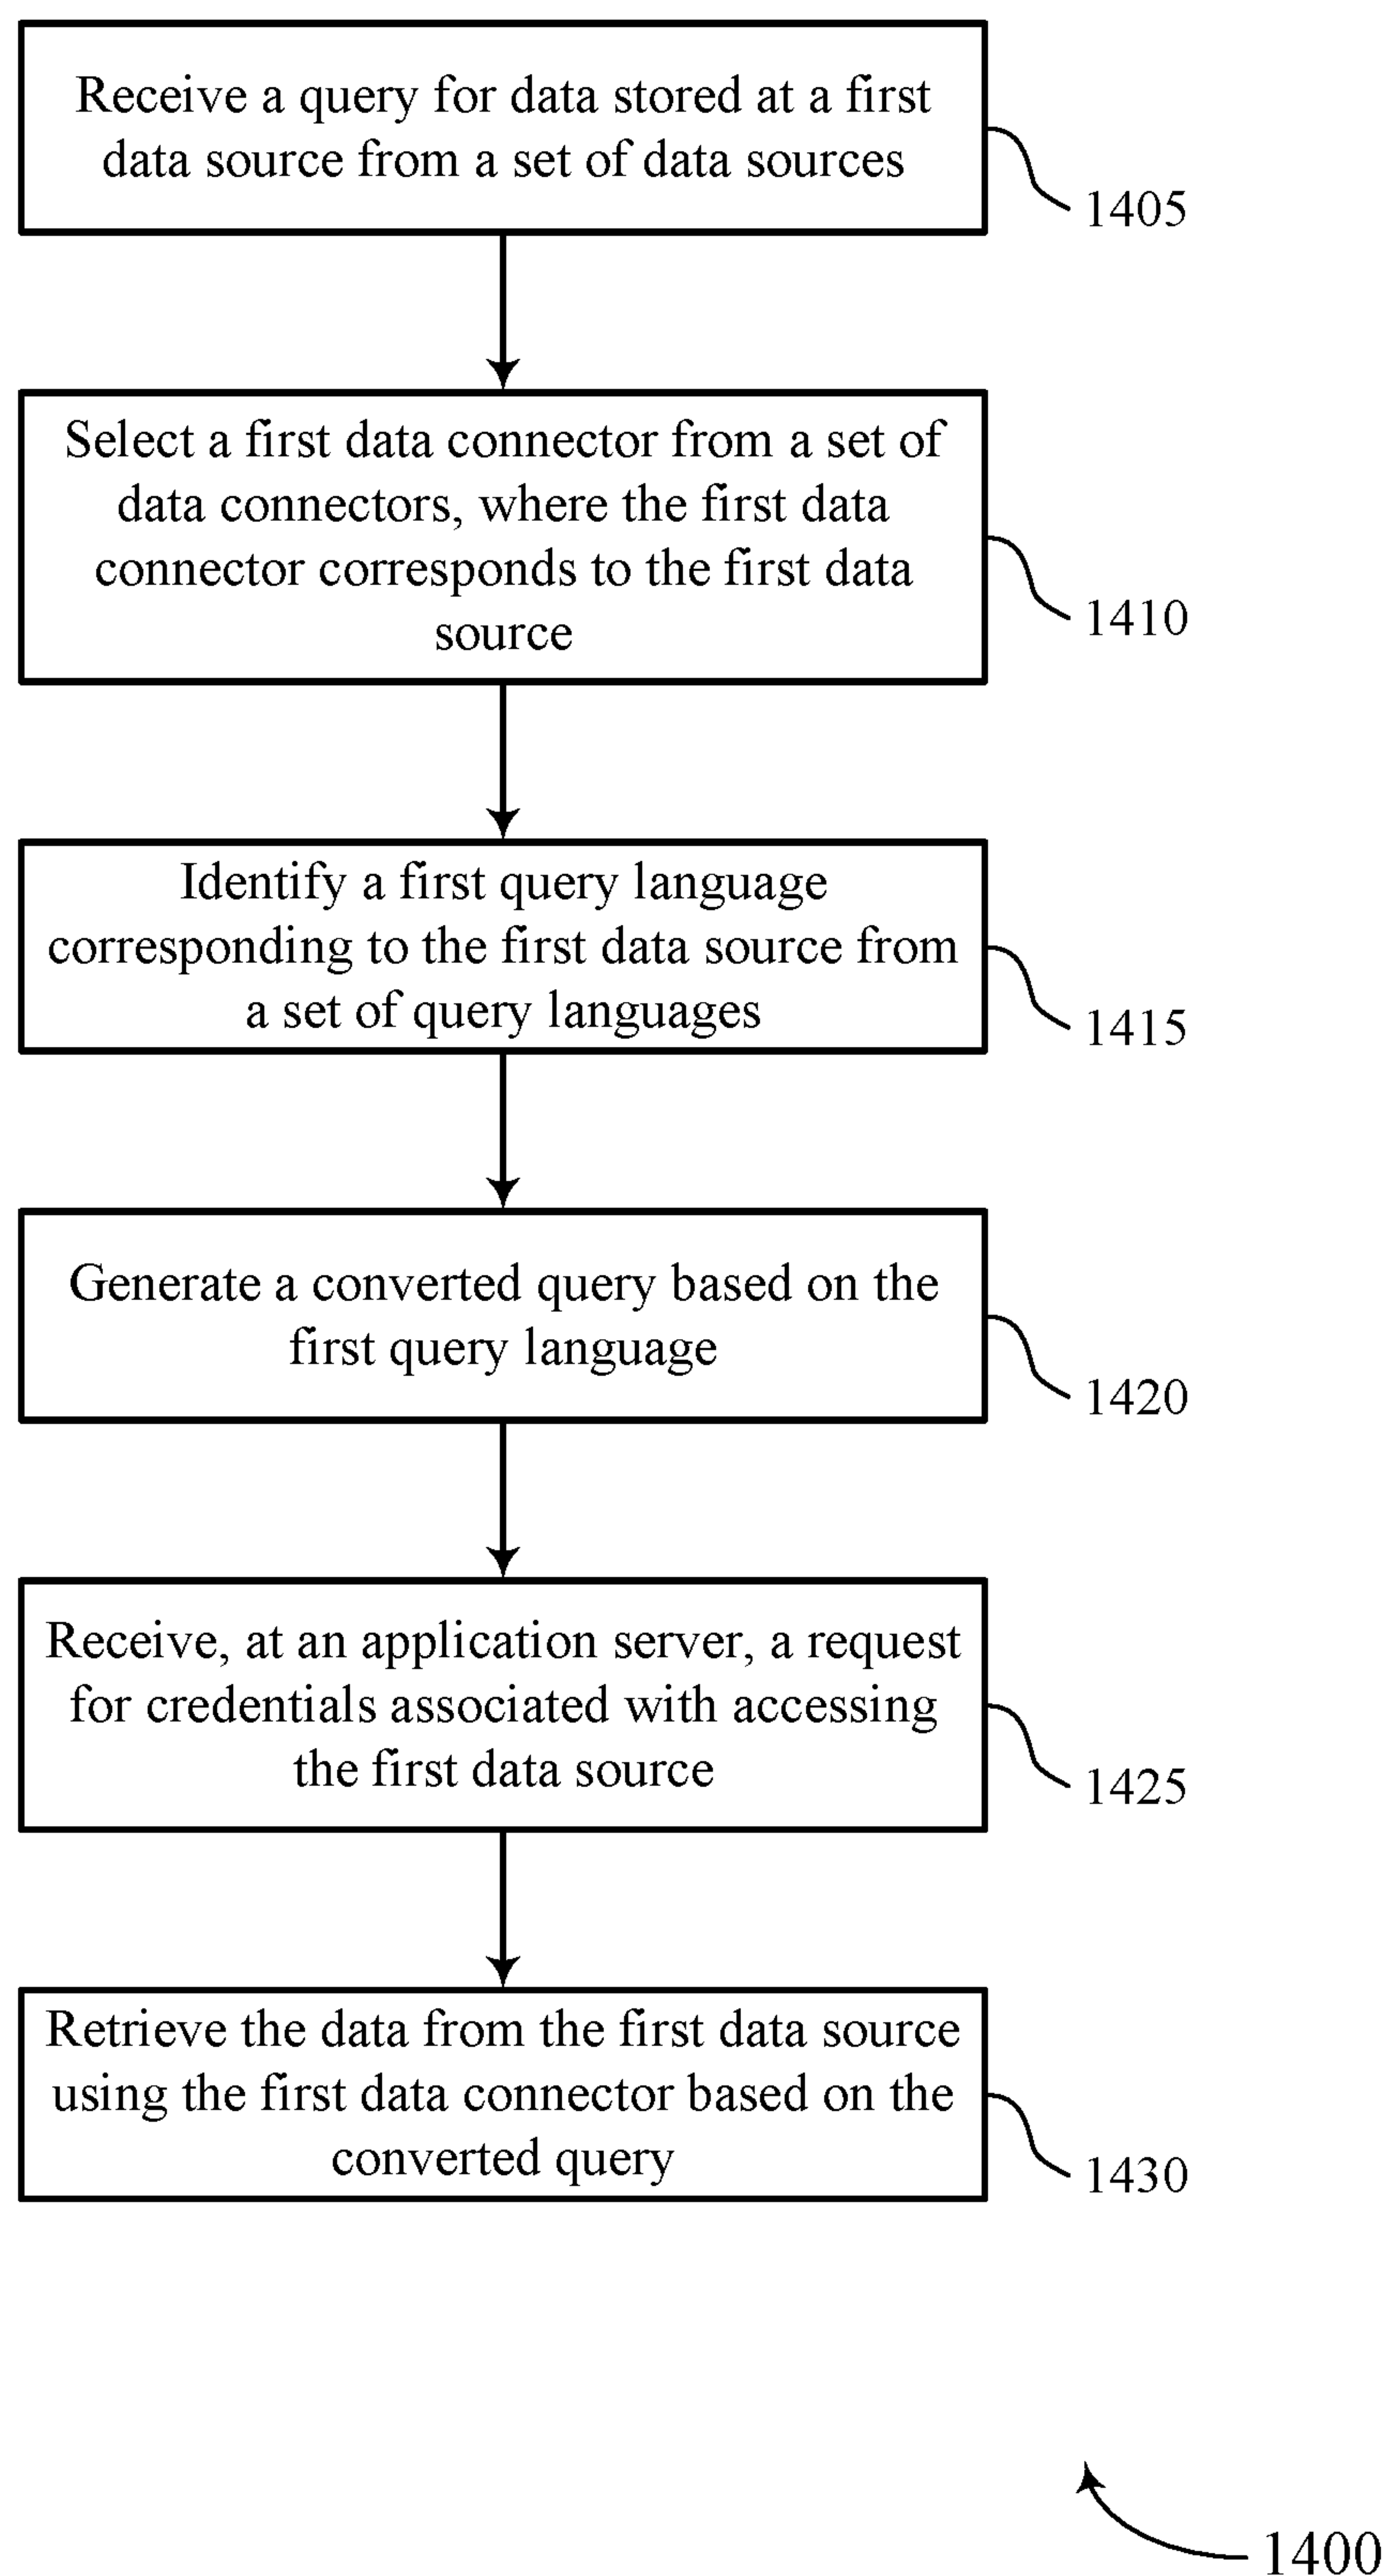 Receive a query for data stored at a first
data source from a set of data sources
1405
Select a first data connector from a set of
data connectors, where the first data
connector corresponds to the first data
source
1410
Identify a first query language
corresponding to the first data source from
a set of query languages
1415
Generate a converted query based on the
first query language
1420
Receive, at an application server, a request
for credentials associated with accessing
the first data source
1425
Retrieve the data from the first data source
using the first data connector based on the
converted query
1430
1400